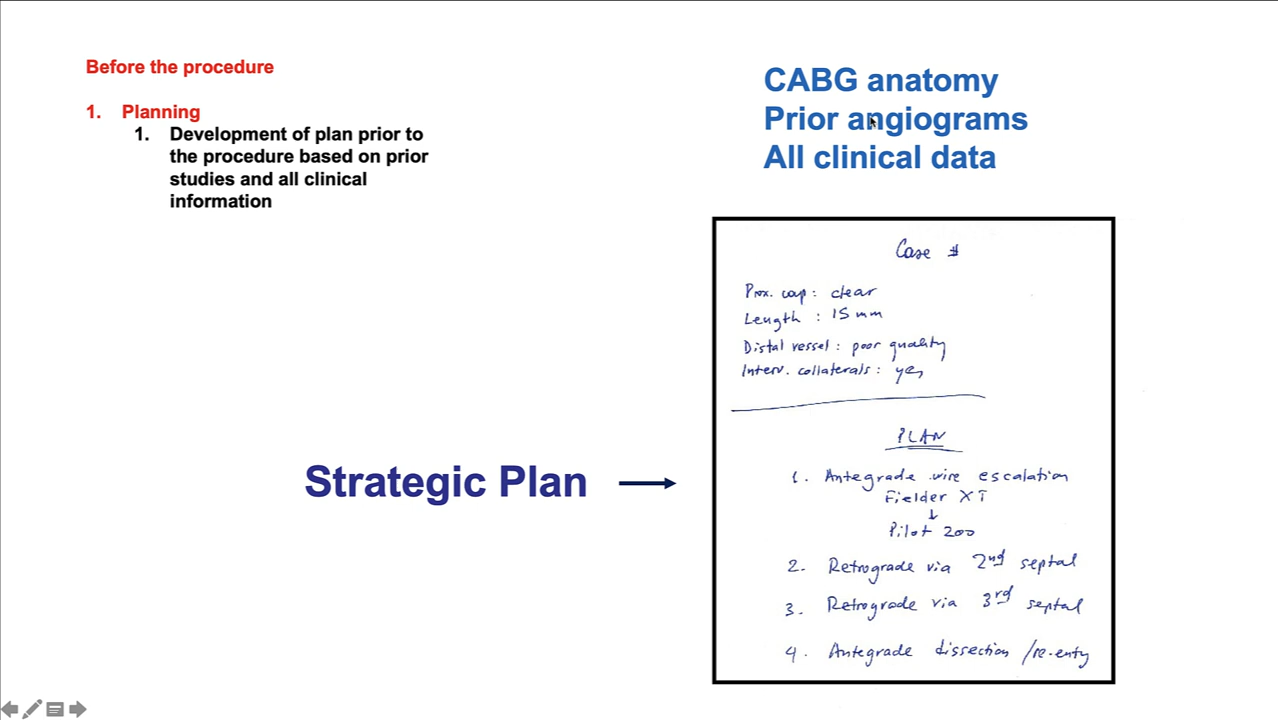 Before the procedure
1. Planning
1. Development of plan prior to
the procedure based on prior
studies and all clinical
information
CABG anatomy
Prior angiograms
All clinical data
Strategic Plan
Case #
Prox. cap: clear
Length: 15 mm
Distal vessel: poor quality
Interv. collaterals: yes
PLAN
1. Antegrade wire escalation
Fielder XT
↓
Pilot 200
2. Retrograde via 2nd septal
3. Retrograde via 3rd septal
4. Antegrade dissection /re-enty